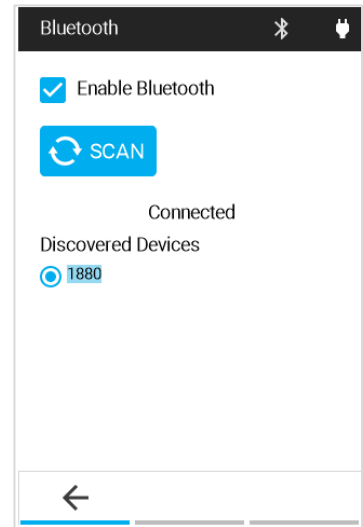 Bluetooth
Enable Bluetooth
SCAN
Connected
Discovered Devices
1880